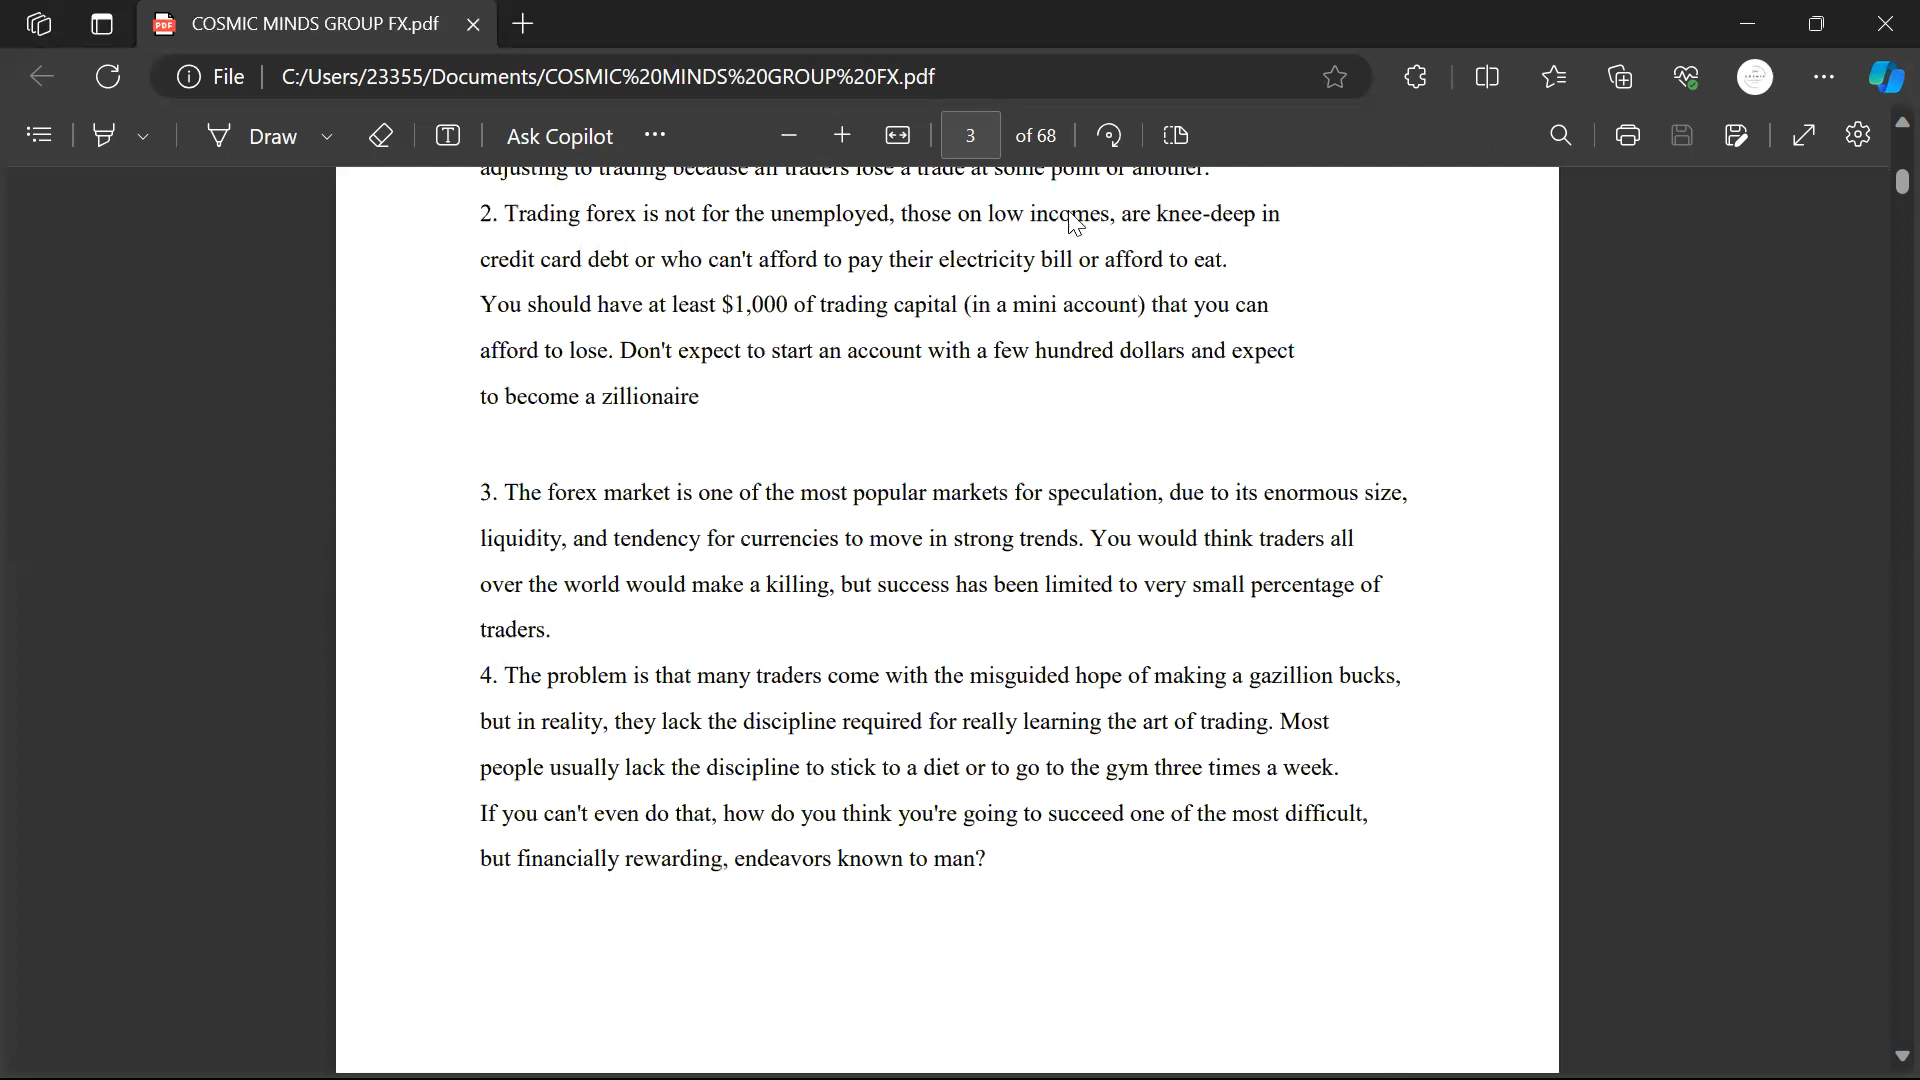 COSMIC MINDS GROUP FX.pdf
File
C:/Users/23355/Documents/COSMIC%20MINDS%20GROUP%20FX.pdf
Draw
Ask Copilot
3 of 68
adjusting to trading because all traders lose a trade at some point or another.
2. Trading forex is not for the unemployed, those on low incomes, are knee-deep in
credit card debt or who can't afford to pay their electricity bill or afford to eat.
You should have at least $1,000 of trading capital (in a mini account) that you can
afford to lose. Don't expect to start an account with a few hundred dollars and expect
to become a zillionaire
3. The forex market is one of the most popular markets for speculation, due to its enormous size,
liquidity, and tendency for currencies to move in strong trends. You would think traders all
over the world would make a killing, but success has been limited to very small percentage of
traders.
4. The problem is that many traders come with the misguided hope of making a gazillion bucks,
but in reality, they lack the discipline required for really learning the art of trading. Most
people usually lack the discipline to stick to a diet or to go to the gym three times a week.
If you can't even do that, how do you think you're going to succeed one of the most difficult,
but financially rewarding, endeavors known to man?